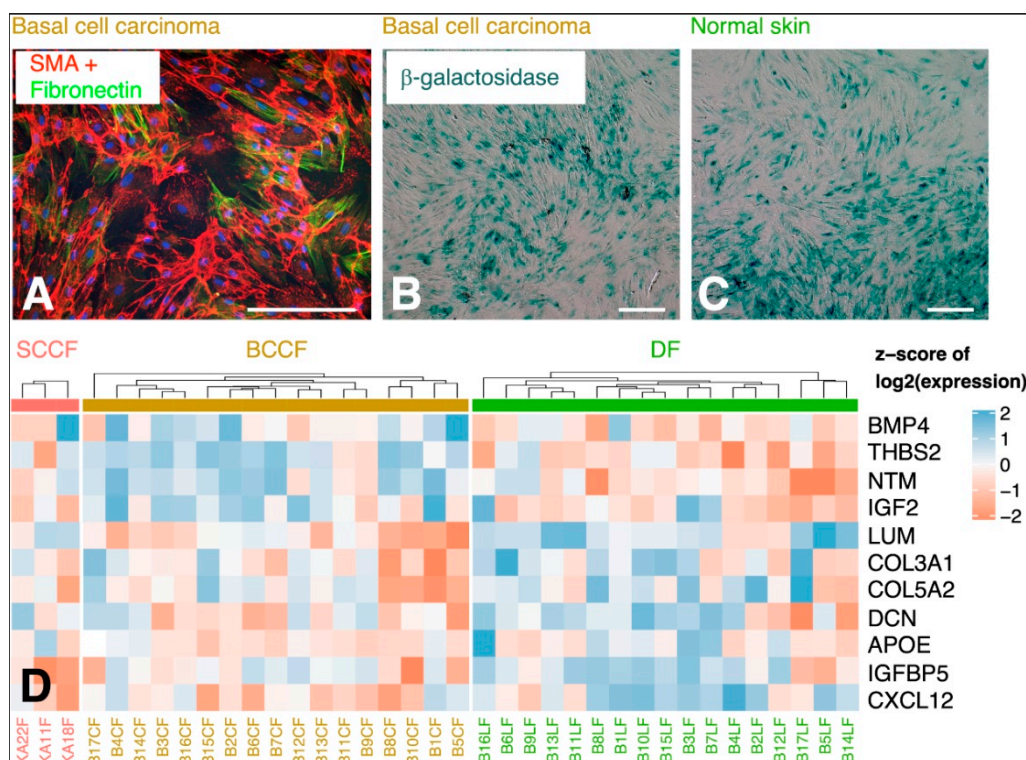 Basal cell carcinoma
Basal cell carcinoma
Normal skin
SMA +
Fibronectin
β-galactosidase
A
B
C
SCCF
BCCF
DF
z-score of
log2(expression)
2
1
0
−1
−2
BMP4
THBS2
NTM
IGF2
LUM
COL3A1
COL5A2
DCN
APOE
IGFBP5
CXCL12
D
KA22F
KA11F
KA18F
B17CF
B4CF
B14CF
B3CF
B16CF
B15CF
B2CF
B6CF
B7CF
B12CF
B13CF
B11CF
B9CF
B8CF
B10CF
B1CF
B5CF
B16LF
B6LF
B9LF
B13LF
B11LF
B8LF
B1LF
B10LF
B15LF
B3LF
B7LF
B4LF
B2LF
B12LF
B17LF
B5LF
B14LF